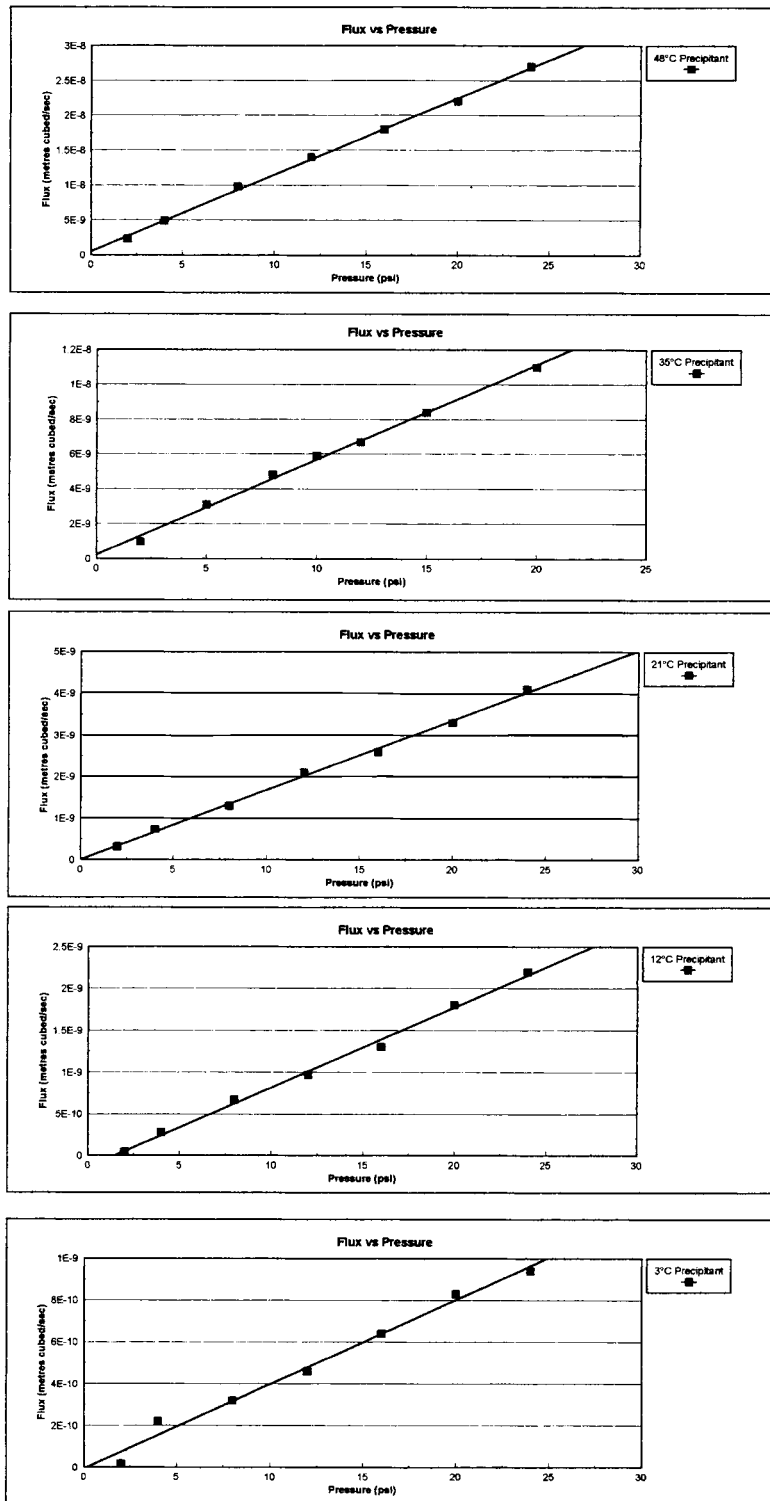 Flux vs Pressure
48°C Precipitant
3E-8
2.5E-8
2E-8
1.5E-8
1E-8
5E-9
0
Flux (metres cubed/sec)
0 5 10 15 20 25 30
Pressure (psi)
Flux vs Pressure
35°C Precipitant
1.2E-8
1E-8
8E-9
6E-9
4E-9
2E-9
0
Flux (metres cubed/sec)
0 5 10 15 20 25
Pressure (psi)
Flux vs Pressure
21°C Precipitant
5E-9
4E-9
3E-9
2E-9
1E-9
0
Flux (metres cubed/sec)
0 5 10 15 20 25 30
Pressure (psi)
Flux vs Pressure
12°C Precipitant
2.5E-9
2E-9
1.5E-9
1E-9
5E-10
0
Flux (metres cubed/sec)
0 5 10 15 20 25 30
Pressure (psi)
Flux vs Pressure
3°C Precipitant
1E-9
8E-10
6E-10
4E-10
2E-10
0
Flux (metres cubed/sec)
0 5 10 15 20 25 30
Pressure (psi)